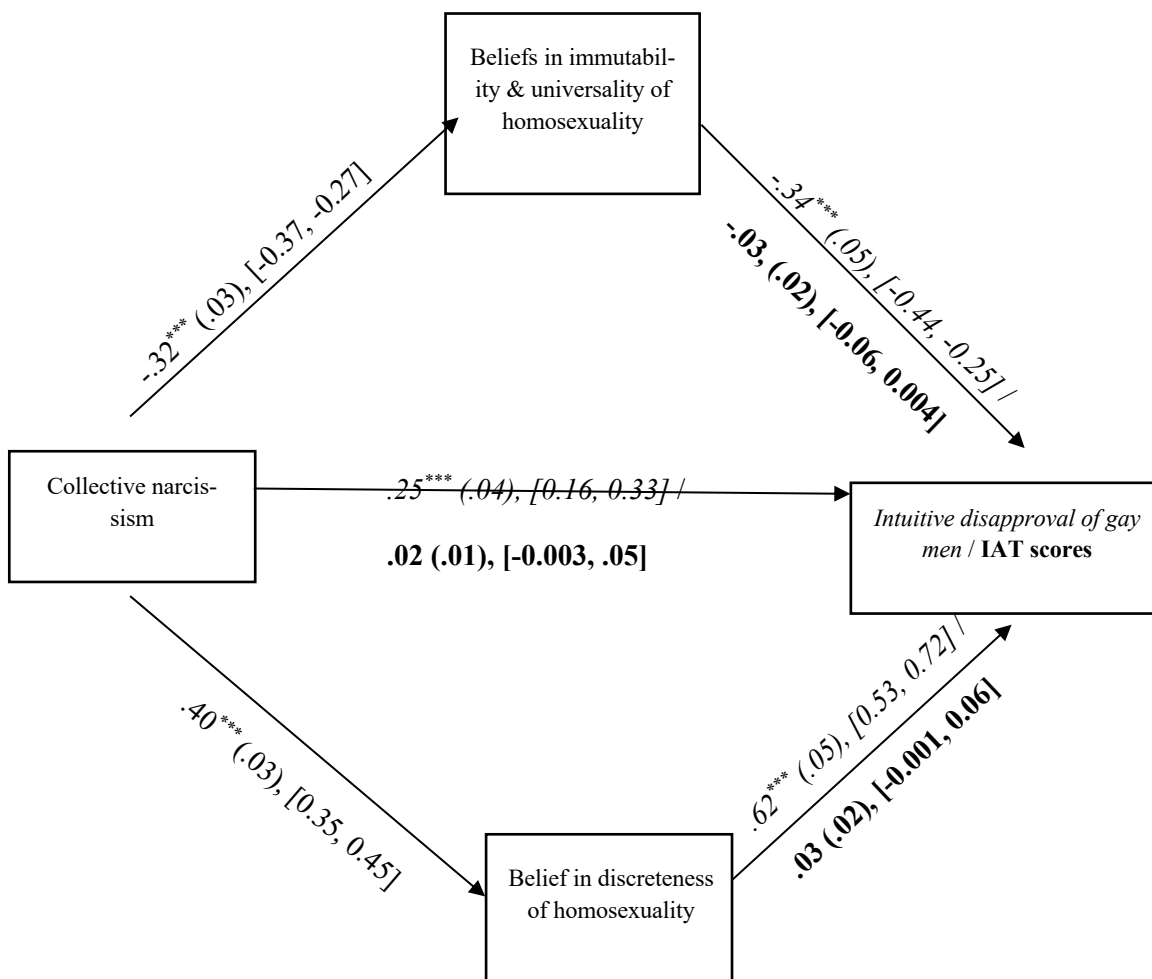 Beliefs in immutabil-
ity & universality of
homosexuality
-.32*** (.03), [-0.37, -0.27]
-.34*** (.05), [-0.44, -0.25] /
-.03, (.02), [-0.06, 0.004]
Collective narcis-
sism
.25*** (.04), [0.16, 0.33] /
.02 (.01), [-0.003, .05]
Intuitive disapproval of gay
men / IAT scores
.40*** (.03), [0.35, 0.45]
.62*** (.05), [0.53, 0.72] /
.03 (.02), [-0.001, 0.06]
Belief in discreteness
of homosexuality